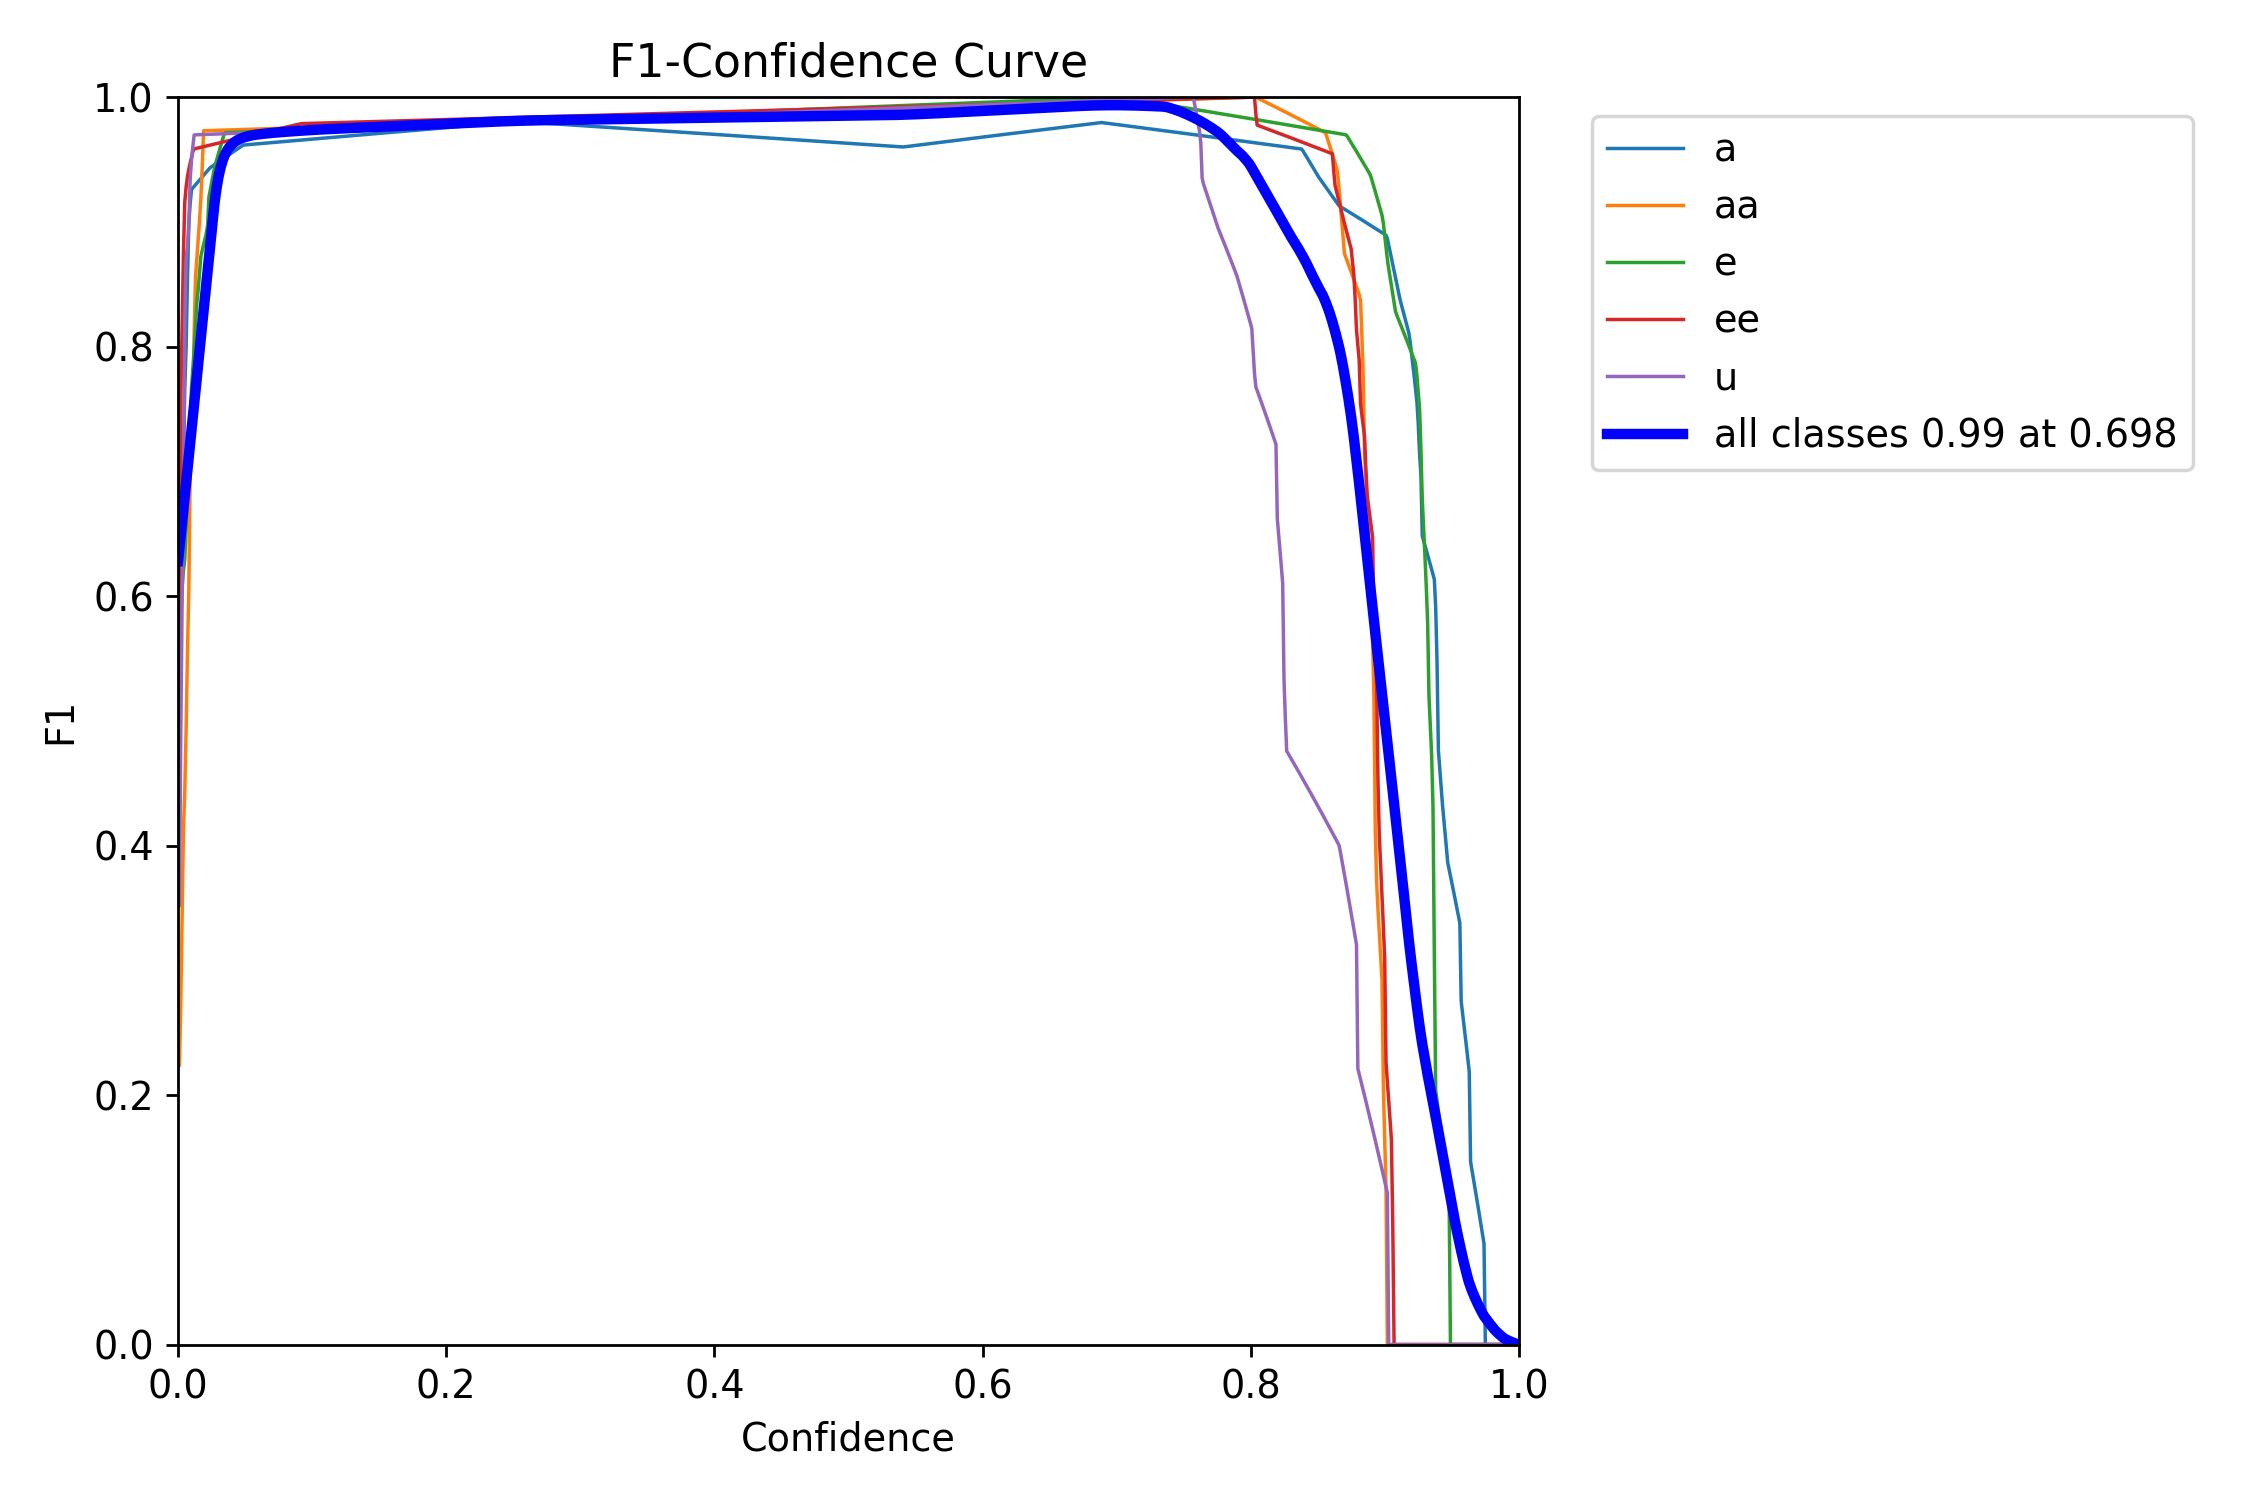 F1-Confidence Curve
1.0
0.8
0.6
0.4
0.2
0.0
F1
0.0 0.2 0.4 0.6 0.8 1.0
Confidence
a
aa
e
ee
u
all classes 0.99 at 0.698